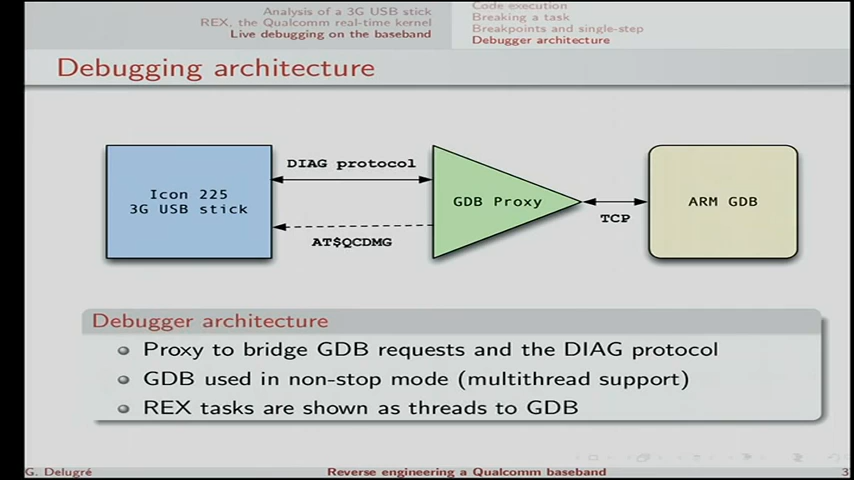 Analysis of a 3G USB stick
REX, the Qualcomm real-time kernel
Live debugging on the baseband
Code execution
Breaking a task
Breakpoints and single-step
Debugger architecture
Debugging architecture
DIAG protocol
Icon 225
3G USB stick
GDB Proxy
ARM GDB
TCP
AT$QCDMG
Debugger architecture
Proxy to bridge GDB requests and the DIAG protocol
GDB used in non-stop mode (multithread support)
REX tasks are shown as threads to GDB
G. Delugré
Reverse engineering a Qualcomm baseband
3